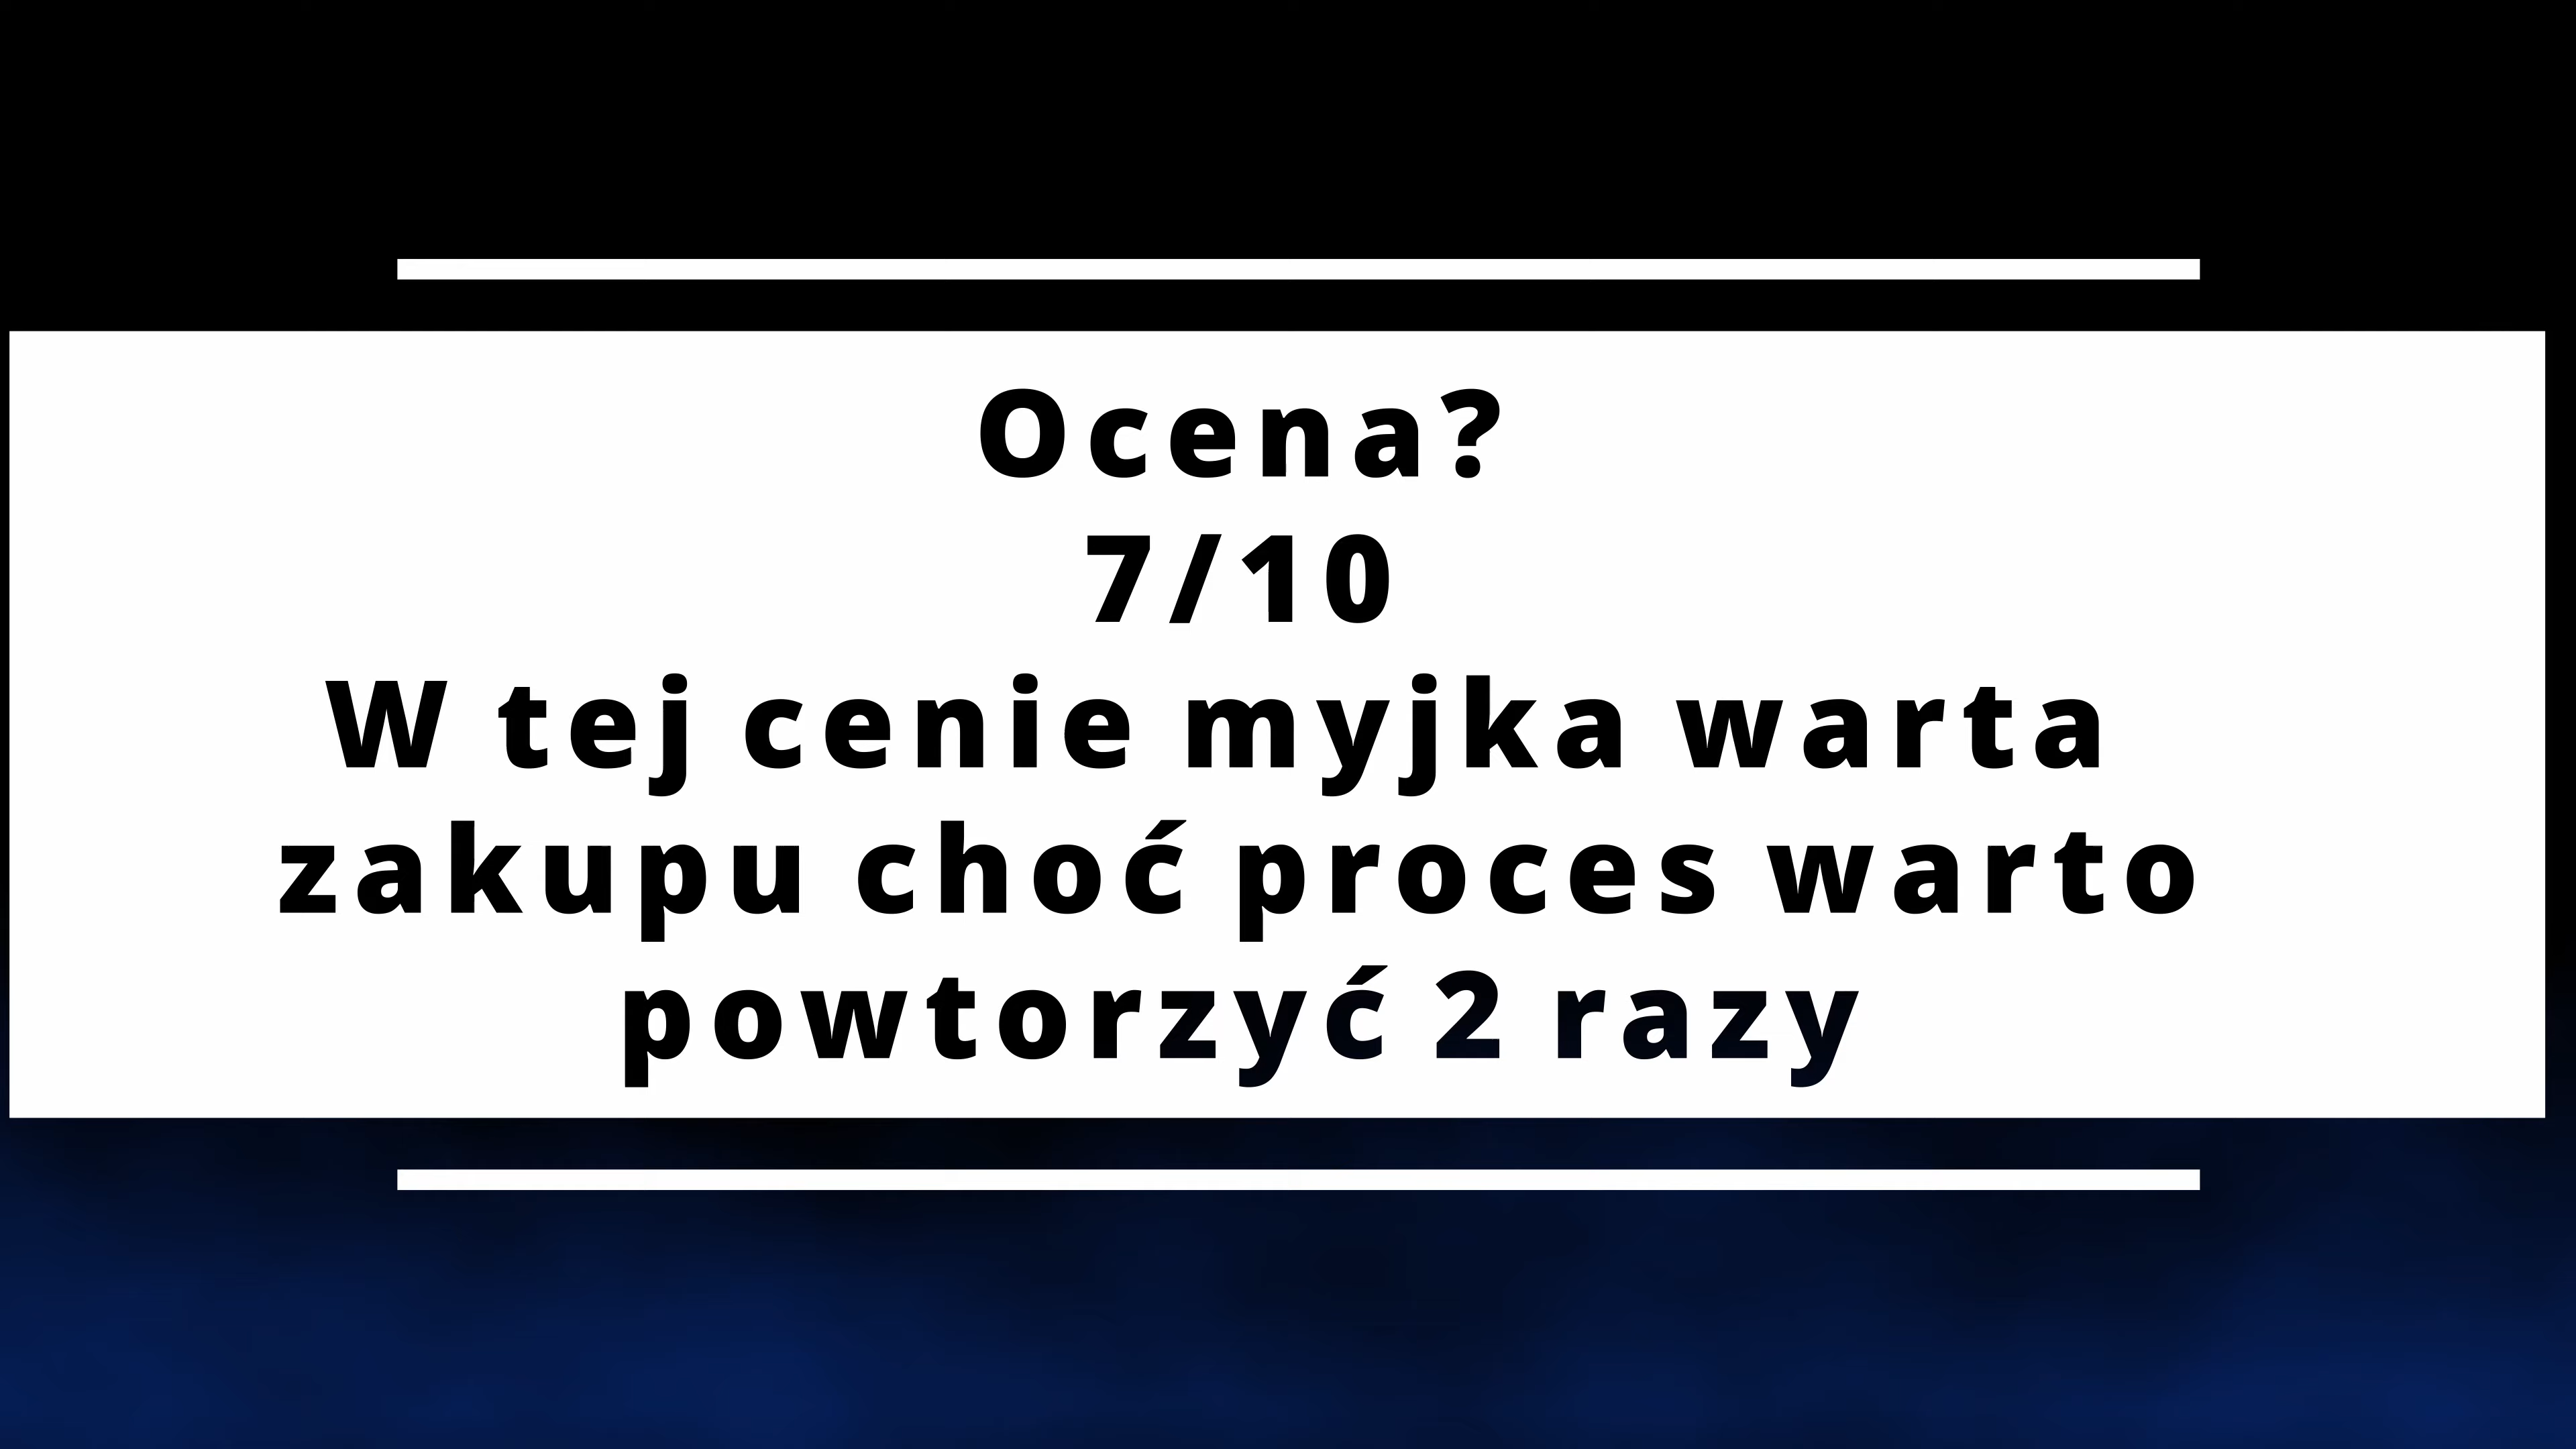 Ocena?
7/10
W tej cenie myjka warta
zakupu choć proces warto
powtorzyć 2 razy